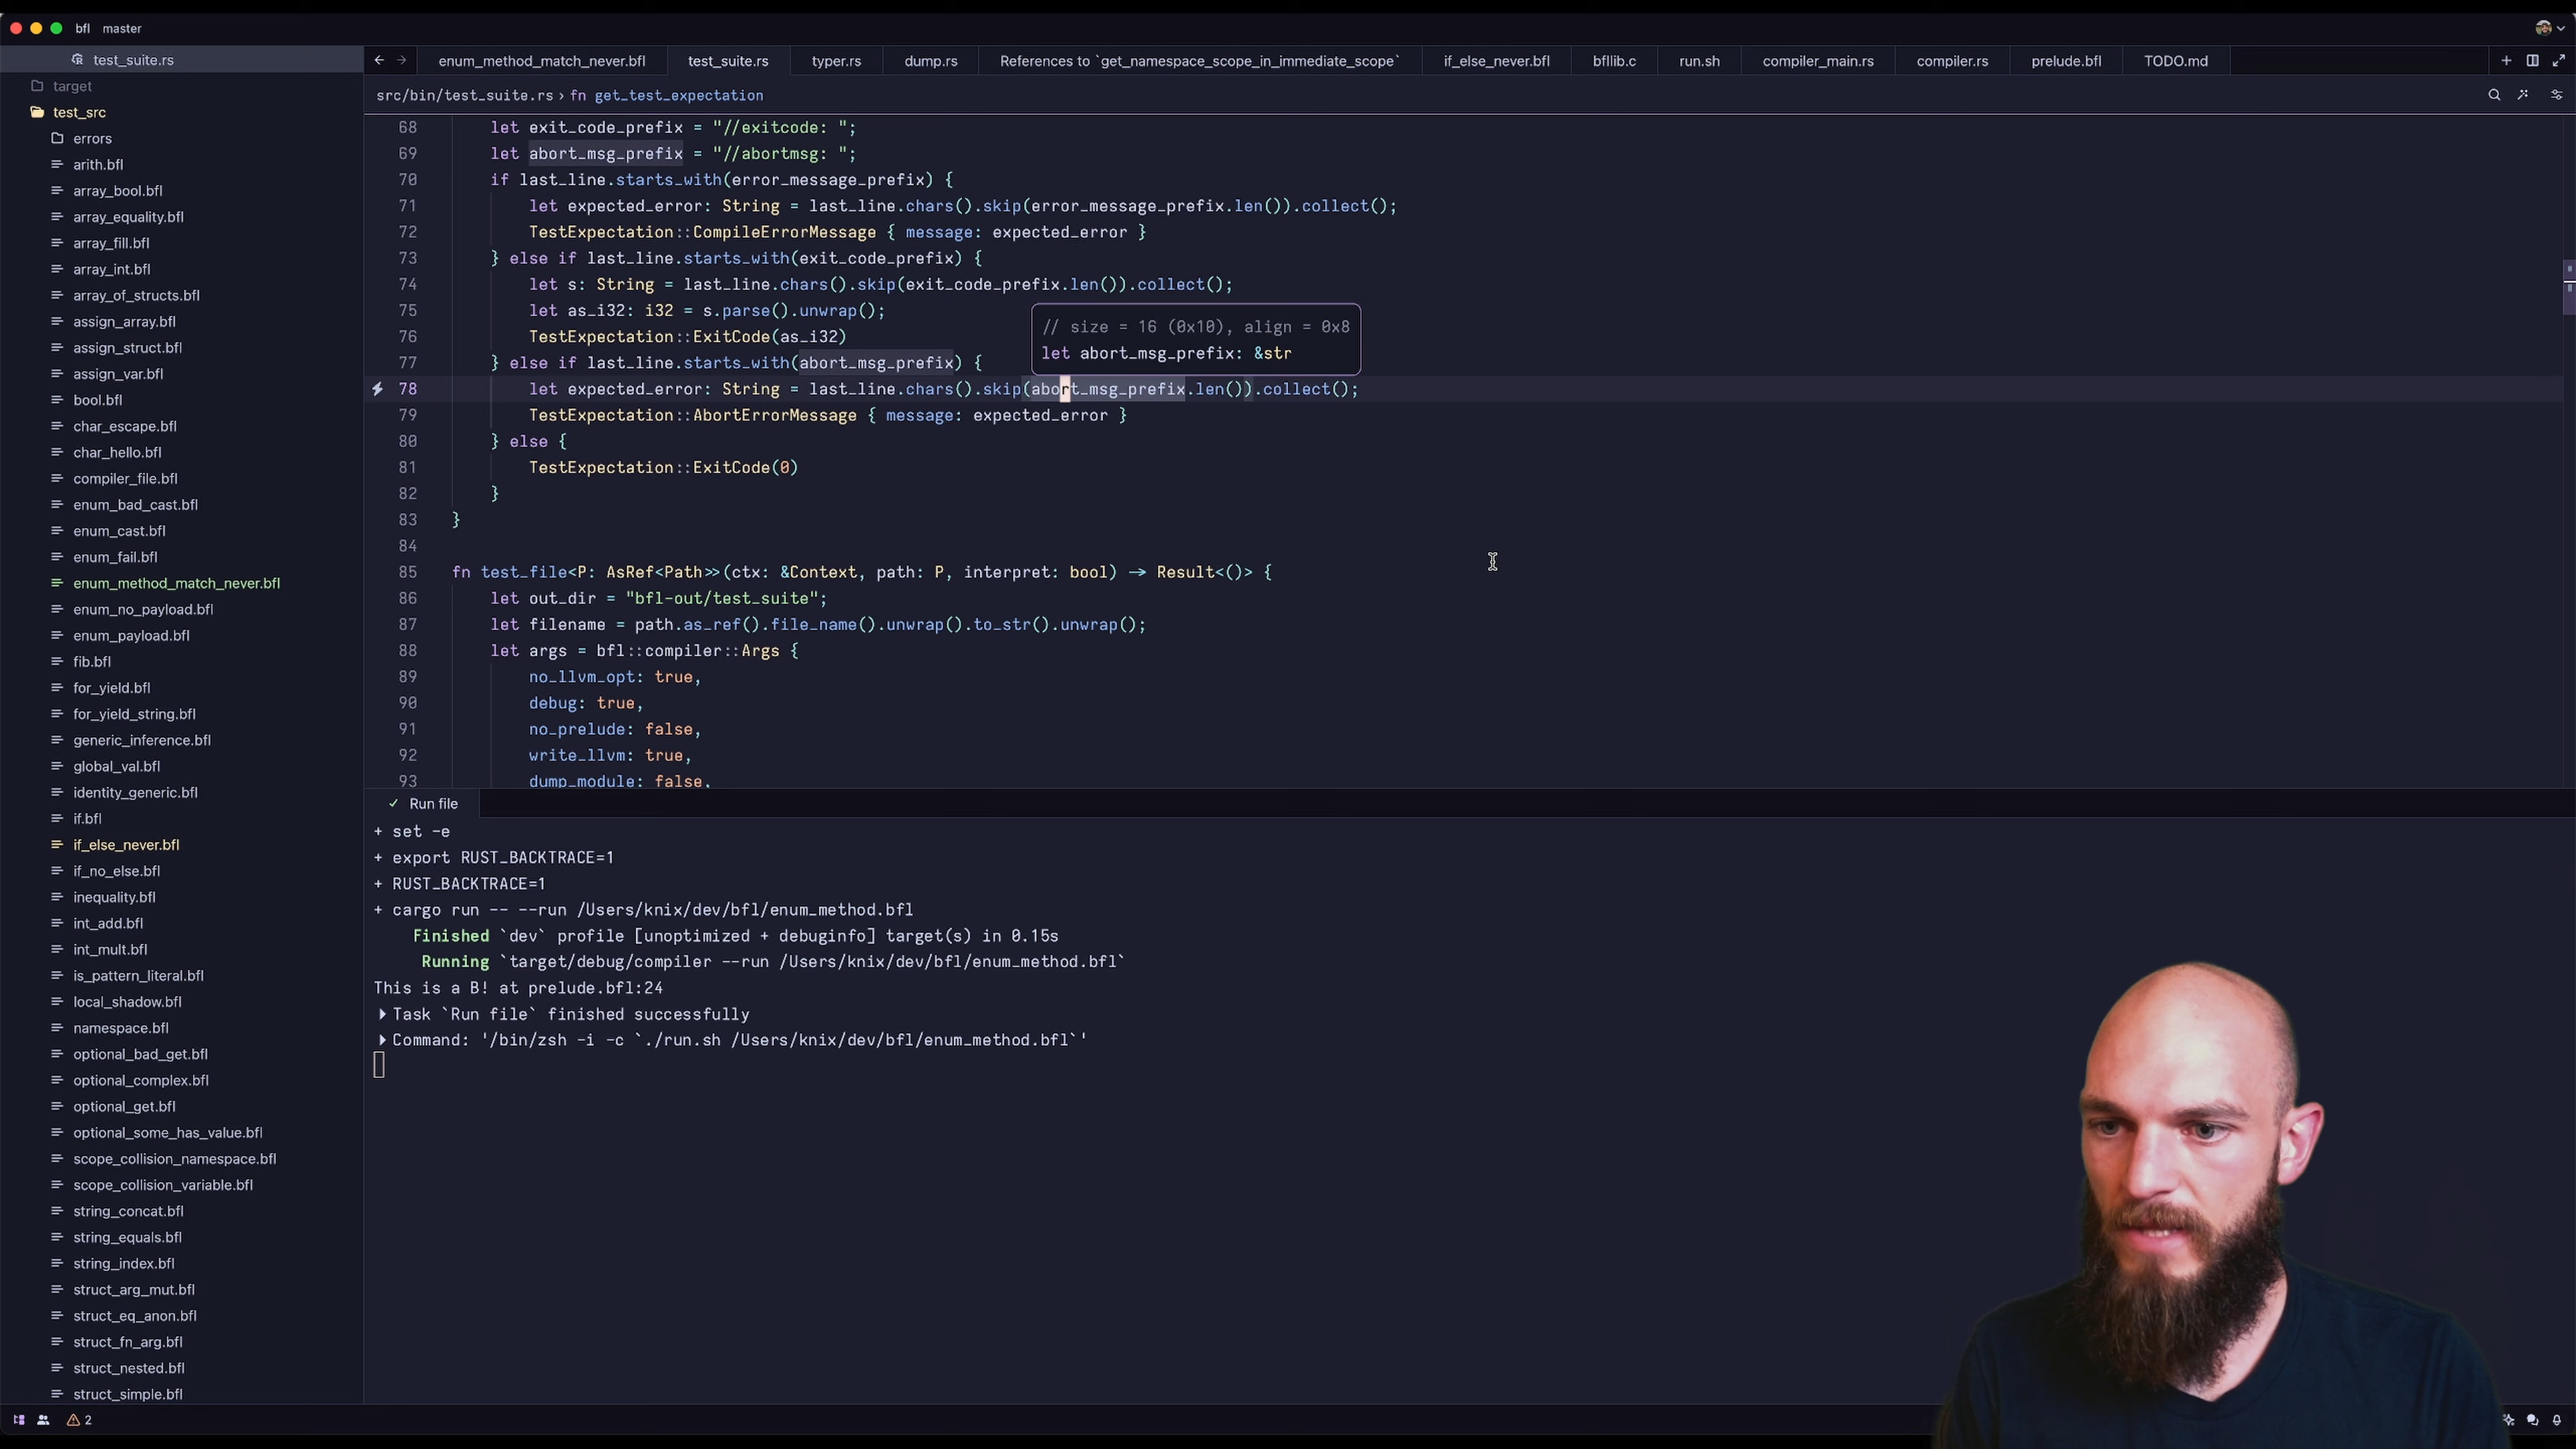 bfl master
test_suite.rs
target
test_src
errors
arith.bfl
array_bool.bfl
array_equality.bfl
array_fill.bfl
array_int.bfl
array_of_structs.bfl
assign_array.bfl
assign_struct.bfl
assign_var.bfl
bool.bfl
char_escape.bfl
char_hello.bfl
compiler_file.bfl
enum_bad_cast.bfl
enum_cast.bfl
enum_fail.bfl
enum_method_match_never.bfl
enum_no_payload.bfl
enum_payload.bfl
fib.bfl
for_yield.bfl
for_yield_string.bfl
generic_inference.bfl
global_val.bfl
identity_generic.bfl
if.bfl
if_else_never.bfl
if_no_else.bfl
inequality.bfl
int_add.bfl
int_mult.bfl
is_pattern_literal.bfl
local_shadow.bfl
namespace.bfl
optional_bad_get.bfl
optional_complex.bfl
optional_get.bfl
optional_some_has_value.bfl
scope_collision_namespace.bfl
scope_collision_variable.bfl
string_concat.bfl
string_equals.bfl
string_index.bfl
struct_arg_mut.bfl
struct_eq_anon.bfl
struct_fn_arg.bfl
struct_nested.bfl
struct_simple.bfl
2
enum_method_match_never.bfl test_suite.rs typer.rs dump.rs References to `get_namespace_scope_in_immediate_scope` if_else_never.bfl bfllib.c run.sh compiler_main.rs compiler.rs prelude.bfl TODO.md
src/bin/test_suite.rs › fn get_test_expectation
68 let exit_code_prefix = "//exitcode: ";
69 let abort_msg_prefix = "//abortmsg: ";
70 if last_line.starts_with(error_message_prefix) {
71 let expected_error: String = last_line.chars().skip(error_message_prefix.len()).collect();
72 TestExpectation::CompileErrorMessage { message: expected_error }
73 } else if last_line.starts_with(exit_code_prefix) {
74 let s: String = last_line.chars().skip(exit_code_prefix.len()).collect();
75 let as_i32: i32 = s.parse().unwrap();
76 TestExpectation::ExitCode(as_i32)
// size = 16 (0x10), align = 0x8
let abort_msg_prefix: &str
77 } else if last_line.starts_with(abort_msg_prefix) {
78 let expected_error: String = last_line.chars().skip(abort_msg_prefix.len()).collect();
79 TestExpectation::AbortErrorMessage { message: expected_error }
80 } else {
81 TestExpectation::ExitCode(0)
82 }
83 }
84
85 fn test_file<P: AsRef<Path>>(ctx: &Context, path: P, interpret: bool) -> Result<()> {
86 let out_dir = "bfl-out/test_suite";
87 let filename = path.as_ref().file_name().unwrap().to_str().unwrap();
88 let args = bfl::compiler::Args {
89 no_llvm_opt: true,
90 debug: true,
91 no_prelude: false,
92 write_llvm: true,
93 dump_module: false,
✓ Run file
+ set -e
+ export RUST_BACKTRACE=1
+ RUST_BACKTRACE=1
+ cargo run -- --run /Users/knix/dev/bfl/enum_method.bfl
Finished `dev` profile [unoptimized + debuginfo] target(s) in 0.15s
Running `target/debug/compiler --run /Users/knix/dev/bfl/enum_method.bfl`
This is a B! at prelude.bfl:24
Task `Run file` finished successfully
Command: '/bin/zsh -i -c `./run.sh /Users/knix/dev/bfl/enum_method.bfl`'